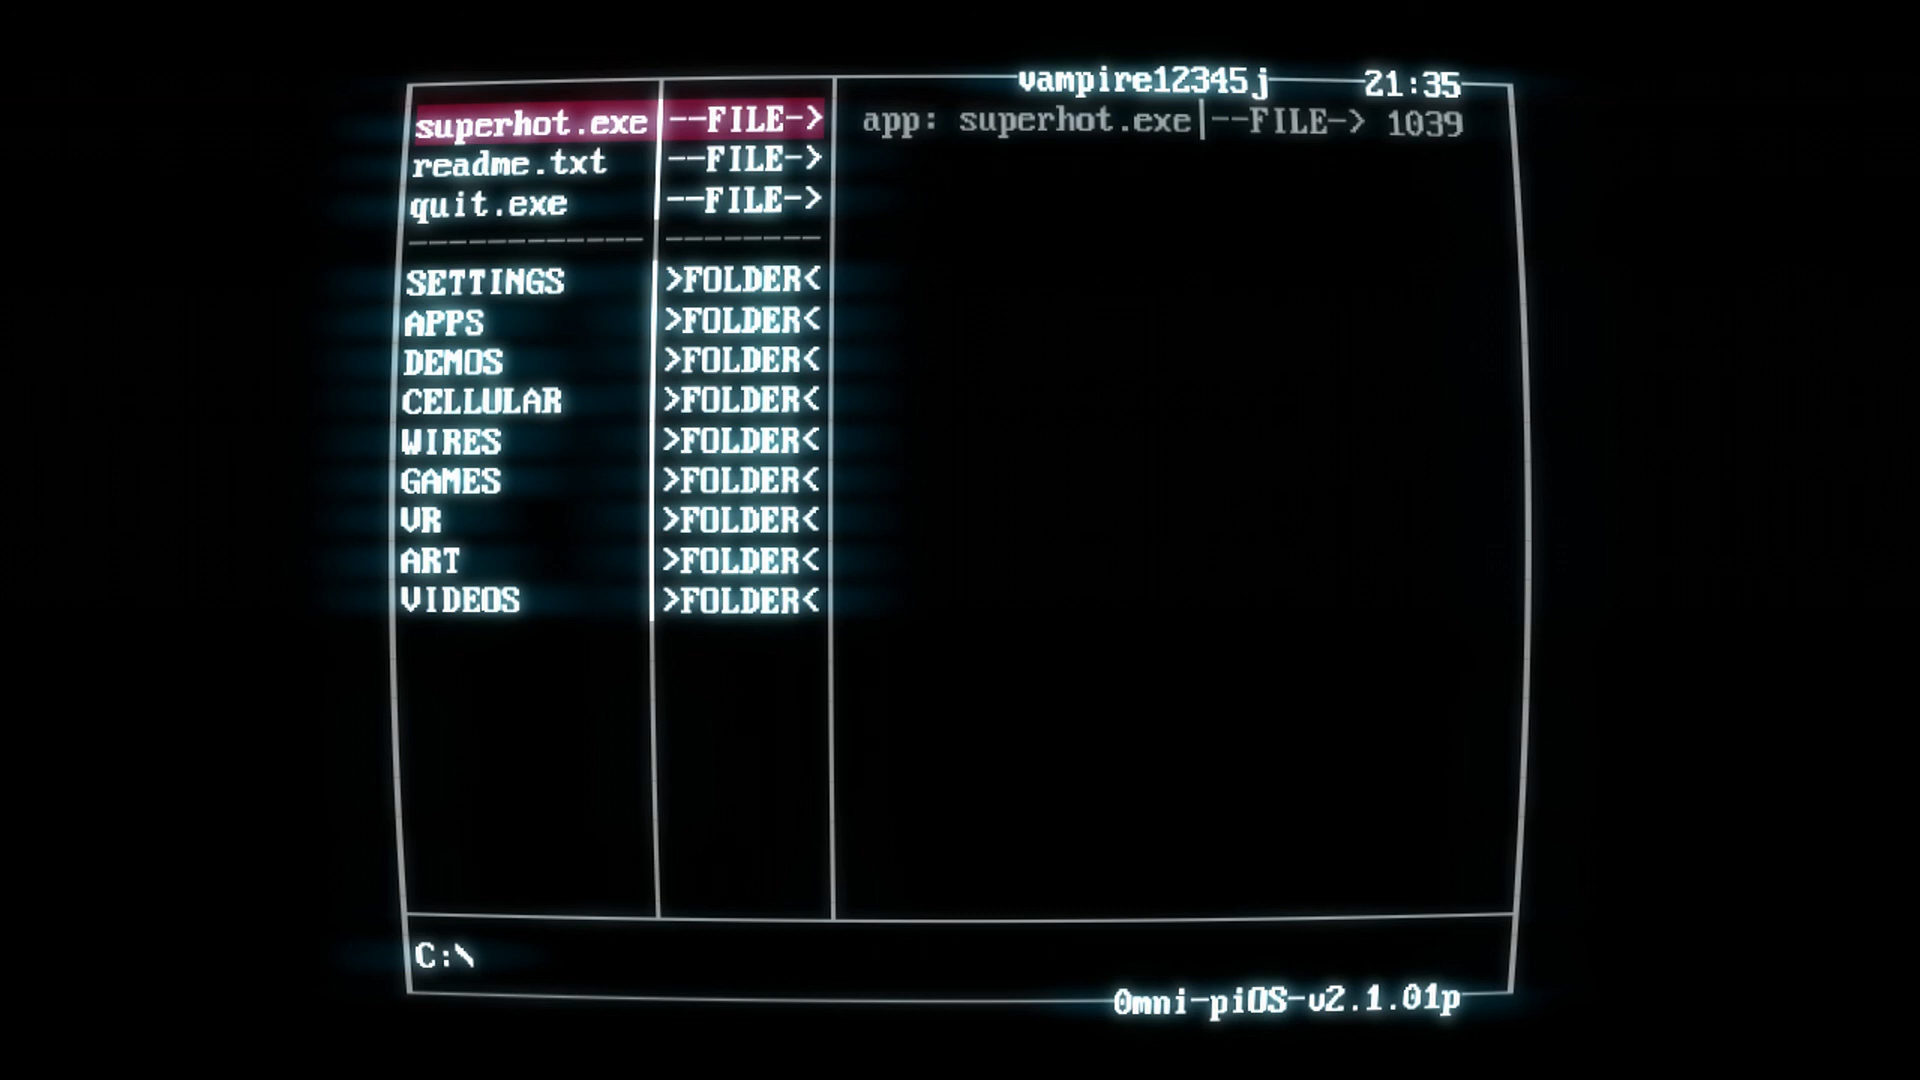 vampire12345j 21:35
superhot.exe --FILE-> app: superhot.exe|--FILE-> 1039
readme.txt --FILE->
quit.exe --FILE->
------------ --------
SETTINGS >FOLDER<
APPS >FOLDER<
DEMOS >FOLDER<
CELLULAR >FOLDER<
WIRES >FOLDER<
GAMES >FOLDER<
VR >FOLDER<
ART >FOLDER<
VIDEOS >FOLDER<
C:\
0mni-piOS-v2.1.01p